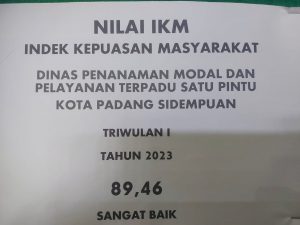 NILAI IKM
INDEK KEPUASAN MASYARAKAT
DINAS PENANAMAN MODAL DAN
PELAYANAN TERPADU SATU PINTU
KOTA PADANG SIDEMPUAN
TRIWULAN I
TAHUN 2023
89,46
SANGAT BAIK